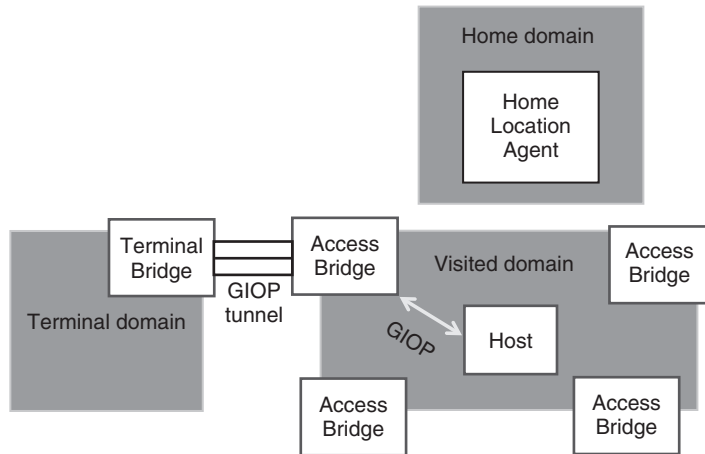 Home domain
Home
Location
Agent
Terminal
Bridge
GIOP
tunnel
Terminal domain
Access
Bridge
Visited domain
Access
Bridge
GIOP
Host
Access
Bridge
Access
Bridge